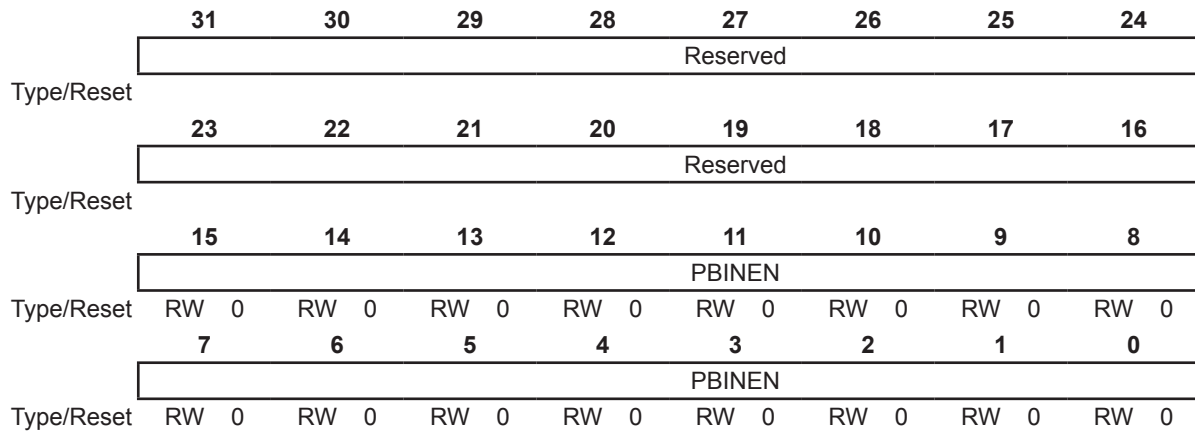 31 30 29 28 27 26 25 24
Reserved
Type/Reset
23 22 21 20 19 18 17 16
Reserved
Type/Reset
15 14 13 12 11 10 9 8
PBINEN
Type/Reset RW 0 RW 0 RW 0 RW 0 RW 0 RW 0 RW 0 RW 0
7 6 5 4 3 2 1 0
PBINEN
Type/Reset RW 0 RW 0 RW 0 RW 0 RW 0 RW 0 RW 0 RW 0